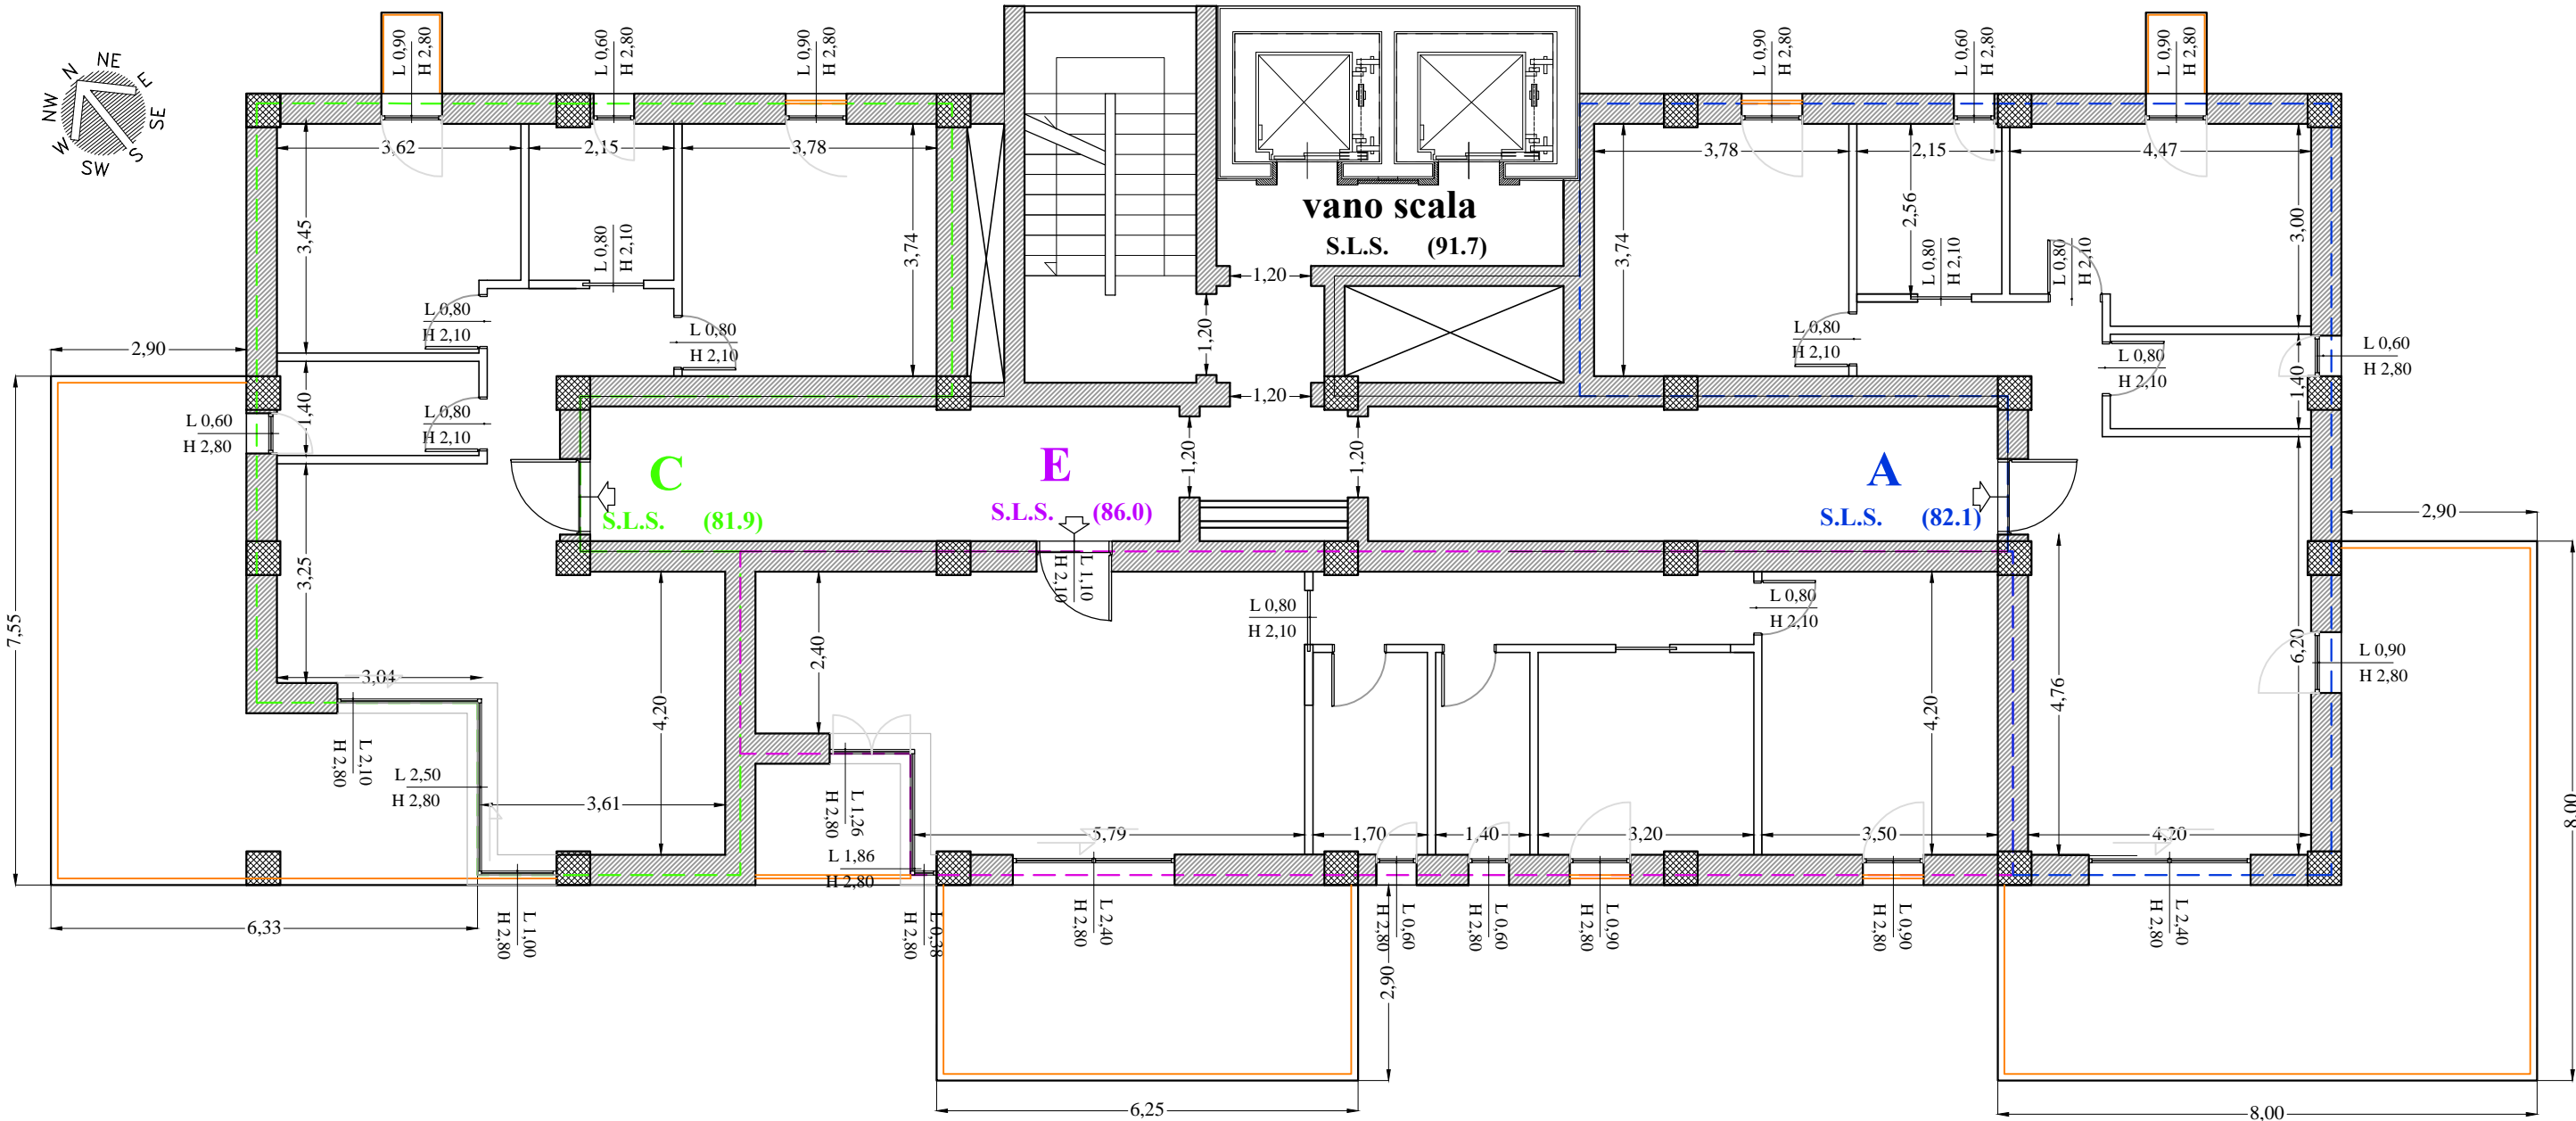 L 0,90
H 2,80
L 0,60
H 2,80
L 0,90
H 2,80
L 0,90
H 2,80
L 0,60
H 2,80
L 0,90
H 2,80
N
NE
E
SE
S
SW
W
NW
3,62
2,15
3,78
3,78
2,15
4,47
vano scala
S.L.S. (91.7)
3,45
L 0,80
H 2,10
3,74
1,20
3,74
2,56
L 0,80
H 2,10
L 0,80
H 2,10
3,00
L 0,80
H 2,10
L 0,80
H 2,10
1,20
L 0,80
H 2,10
L 0,80
H 2,10
L 0,60
H 2,80
2,90
1,40
1,20
1,40
L 0,60
H 2,80
L 0,80
H 2,10
C
S.L.S. (81.9)
E
S.L.S. (86.0)
1,20
1,20
A
S.L.S. (82.1)
2,90
7,55
3,25
L 1,10
H 2,10
L 0,80
H 2,10
L 0,80
H 2,10
2,40
3,04
4,20
4,20
4,76
6,20
L 0,90
H 2,80
L 2,10
H 2,80
L 2,50
H 2,80
3,61
L 1,26
H 2,80
L 1,86
H 2,80
5,79
1,70
1,40
3,20
3,50
4,20
8,00
6,33
L 1,00
H 2,80
L 0,38
H 2,80
L 2,40
H 2,80
L 0,60
H 2,80
L 0,60
H 2,80
L 0,90
H 2,80
L 0,90
H 2,80
L 2,40
H 2,80
2,90
6,25
8,00